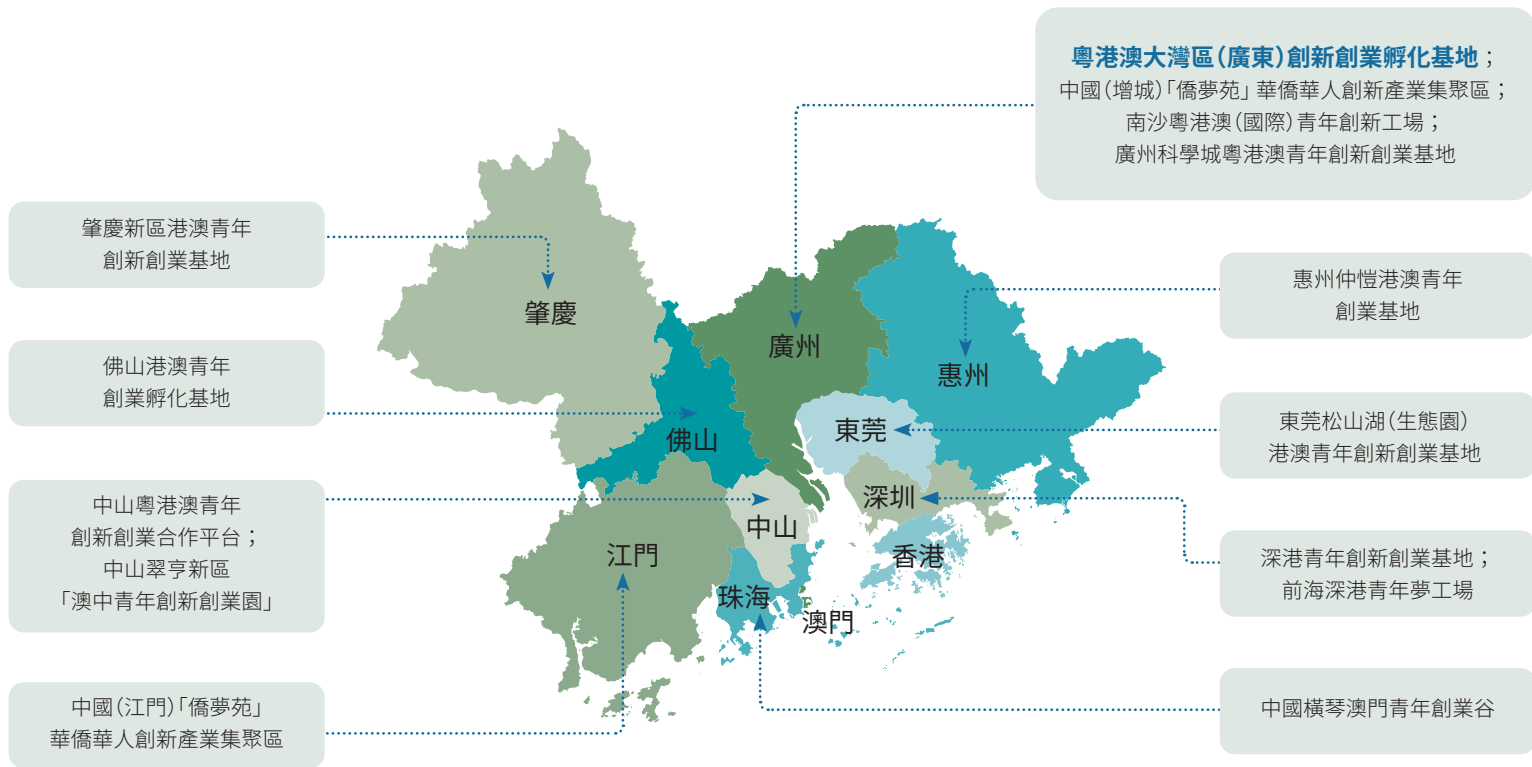 粵港澳大灣區(廣東)創新創業孵化基地；
中國(增城)「僑夢苑」華僑華人創新產業集聚區；
南沙粵港澳(國際)青年創新工場；
廣州科學城粵港澳青年創新創業基地
肇慶新區港澳青年
創新創業基地
佛山港澳青年
創業孵化基地
中山粵港澳青年
創新創業合作平台；
中山翠亨新區
「澳中青年創新創業園」
中國(江門)「僑夢苑」
華僑華人創新產業集聚區
肇慶
廣州
惠州
佛山
東莞
深圳
中山
江門
香港
珠海
澳門
惠州仲愷港澳青年
創業基地
東莞松山湖(生態園)
港澳青年創新創業基地
深港青年創新創業基地；
前海深港青年夢工場
中國橫琴澳門青年創業谷